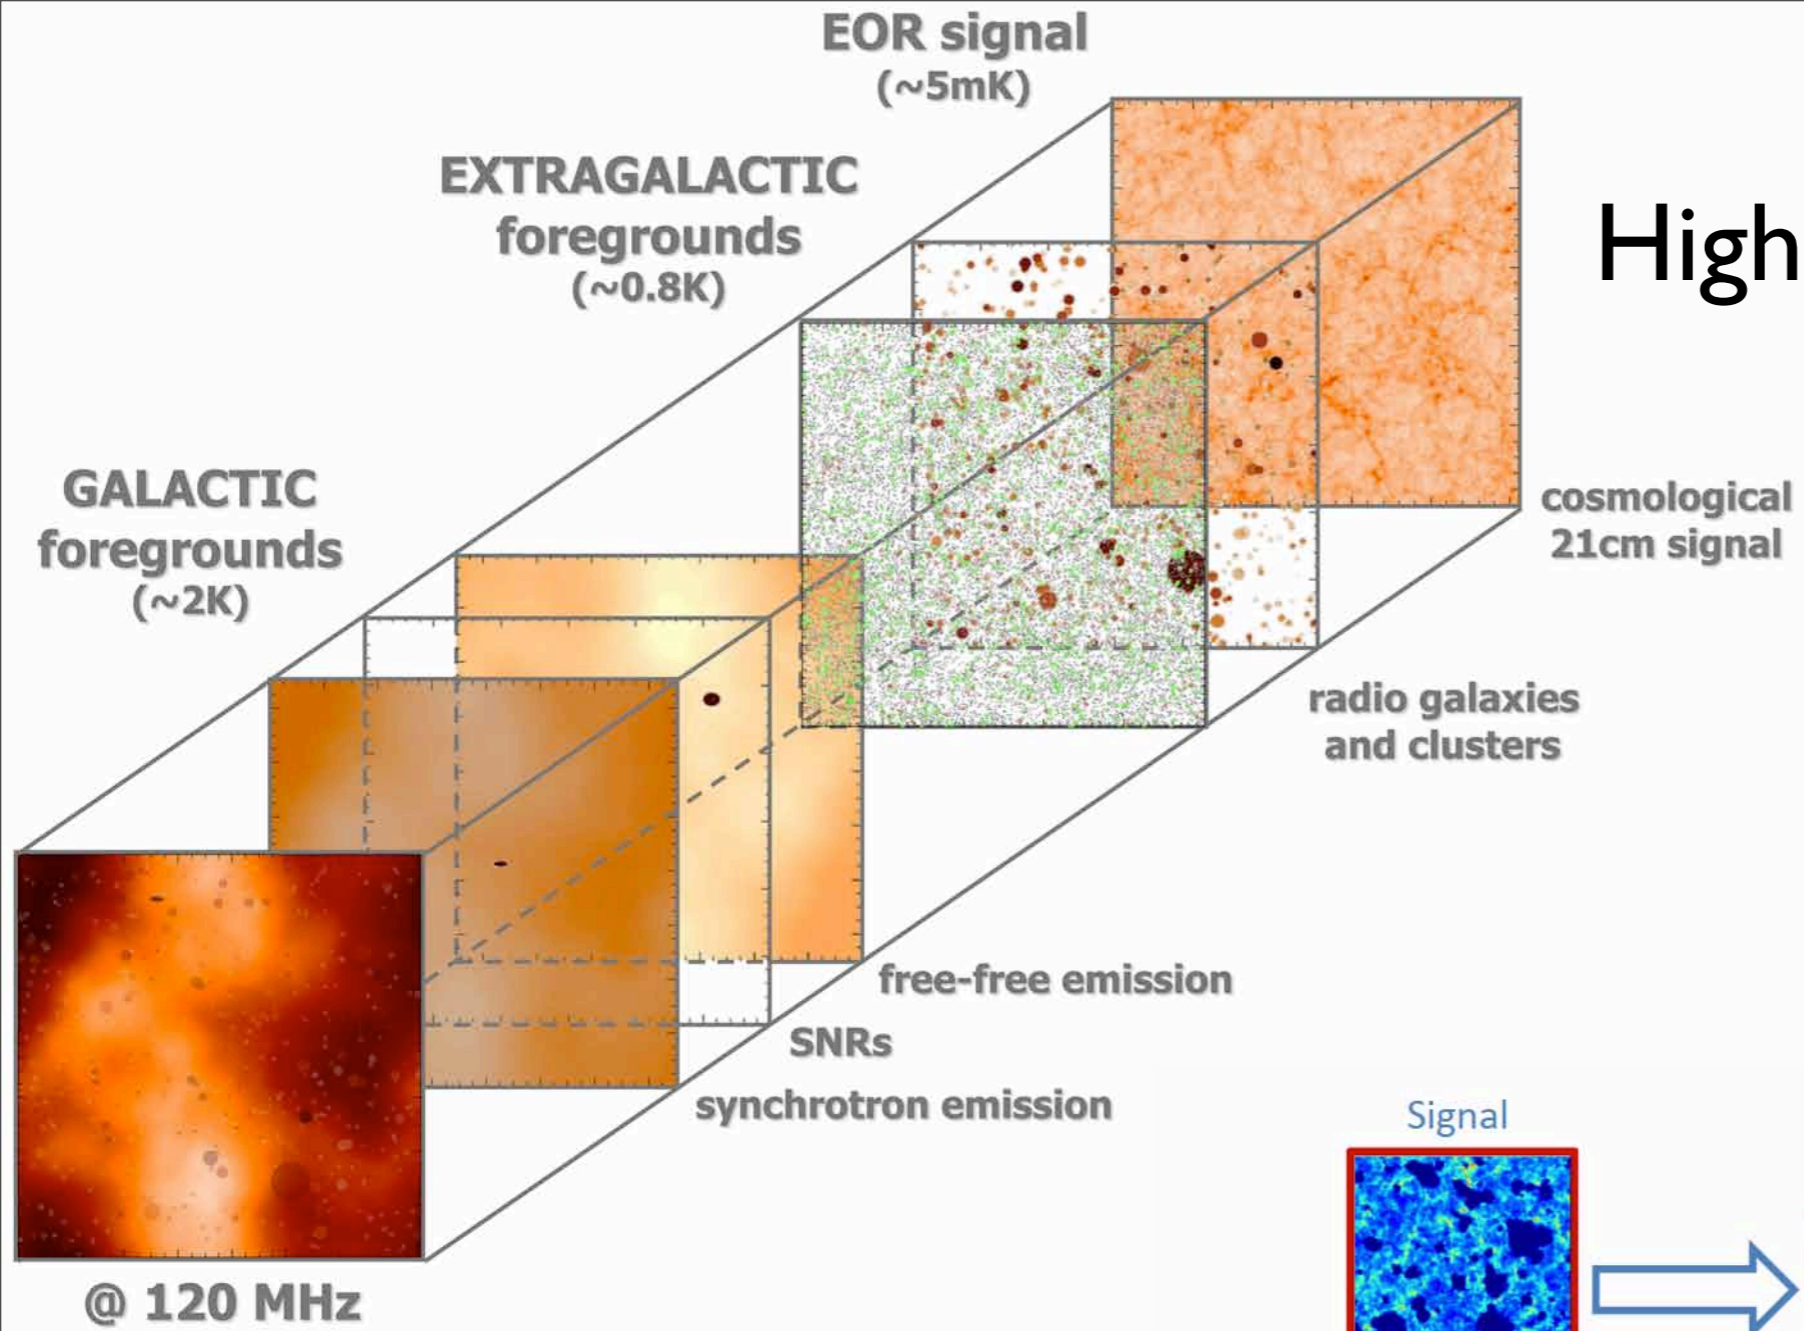 EOR signal
(~5mK)
EXTRAGALACTIC
foregrounds
(~0.8K)
High
GALACTIC
foregrounds
(~2K)
cosmological
21cm signal
radio galaxies
and clusters
free-free emission
SNRs
synchrotron emission
Signal
@ 120 MHz